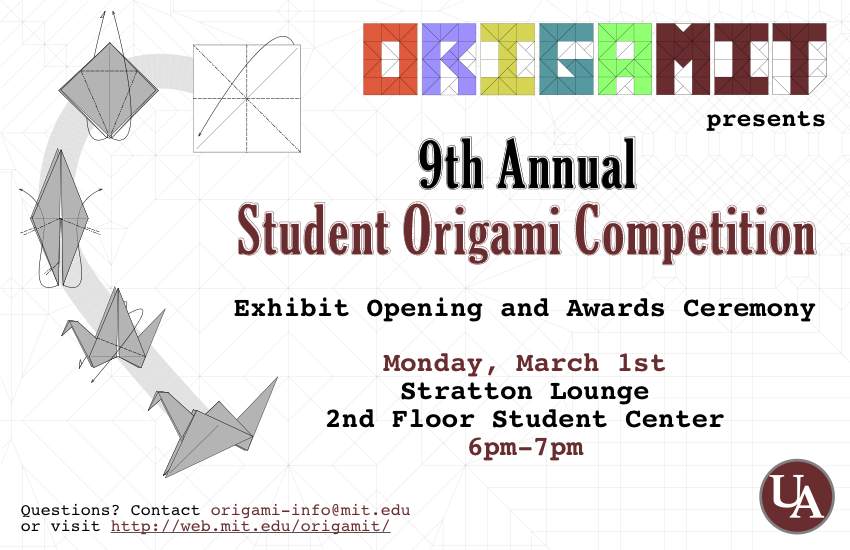 ORIGAMIT
presents
9th Annual
Student Origami Competition
Exhibit Opening and Awards Ceremony
Monday, March 1st
Stratton Lounge
2nd Floor Student Center
6pm-7pm
Questions? Contact origami-info@mit.edu
or visit http://web.mit.edu/origamit/
UA